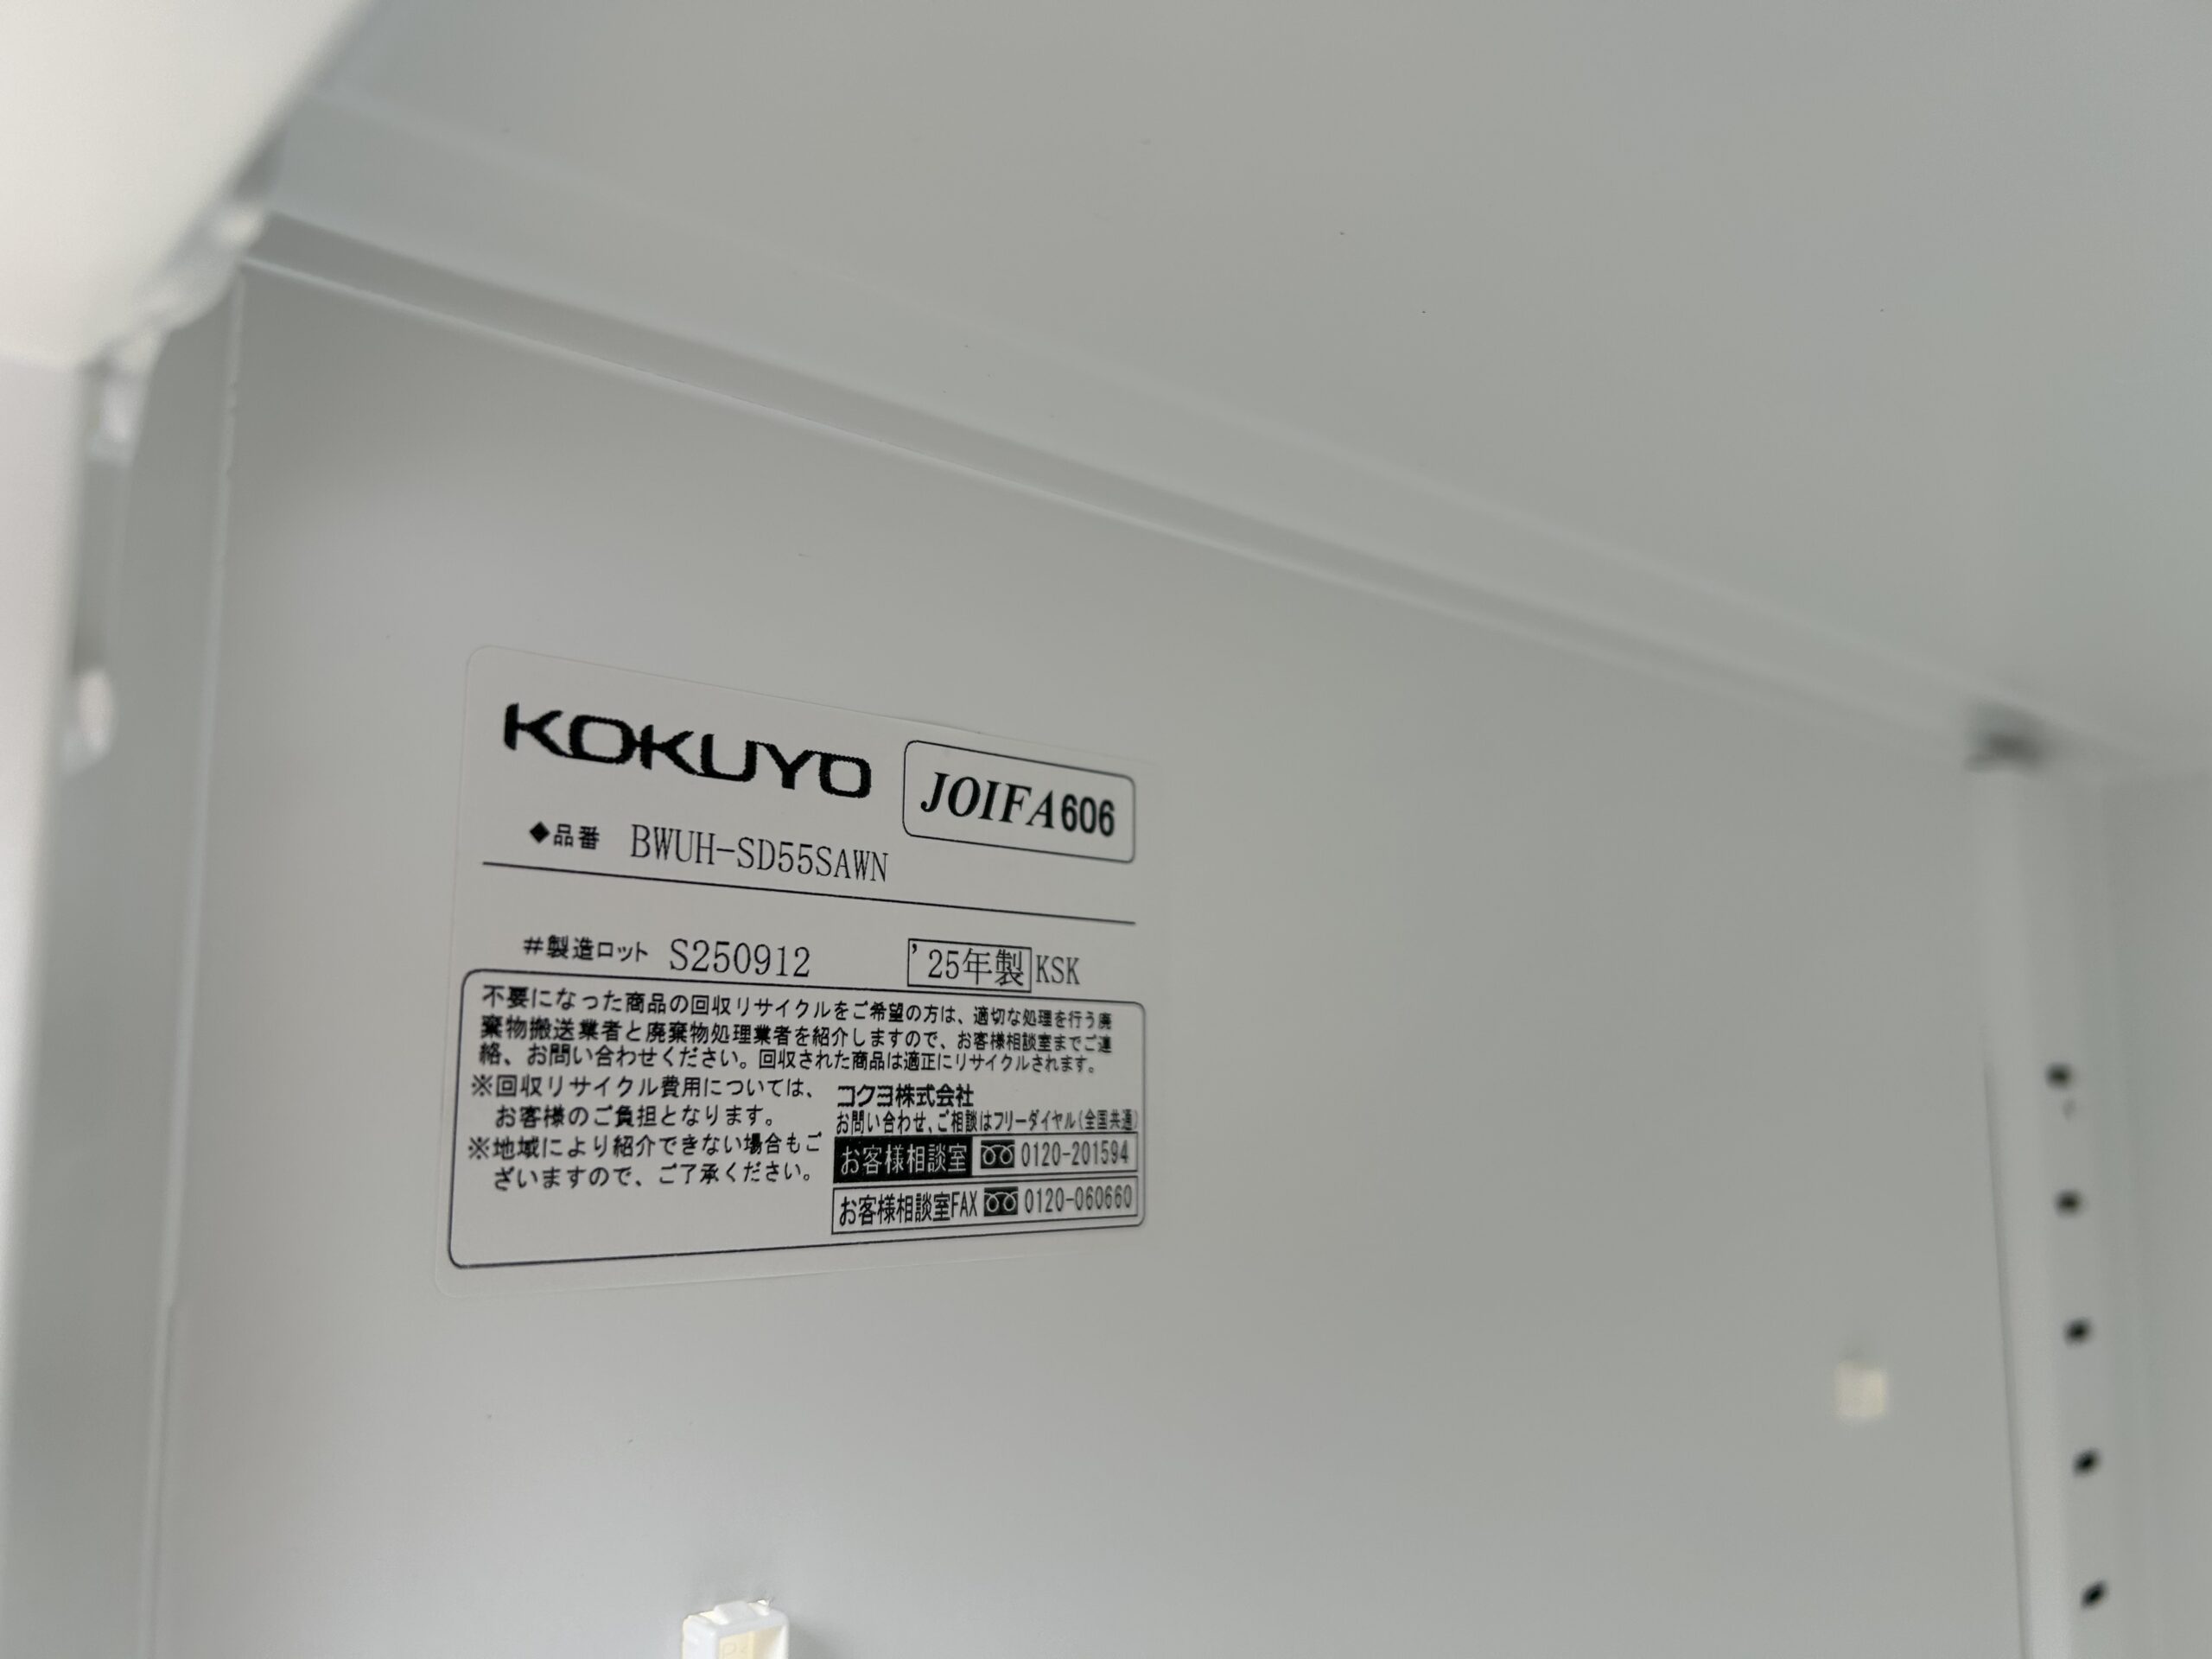 KOKUYO
JOIFA606
◆品番 BWUH-SD55SAWN
#製造ロット S250912 '25年製 KSK
不要になった商品の回収リサイクルをご希望の方は、適切な処理を行う廃
棄物搬送業者と廃棄物処理業者を紹介しますので、お客様相談室までご連
絡、お問い合わせください。回収された商品は適正にリサイクルされます。
※回収リサイクル費用については、
お客様のご負担となります。
※地域により紹介できない場合もご
ざいますので、ご了承ください。
コクヨ株式会社
お問い合わせ、ご相談はフリーダイヤル(全国共通)
お客様相談室 0120-201594
お客様相談室FAX 0120-060660